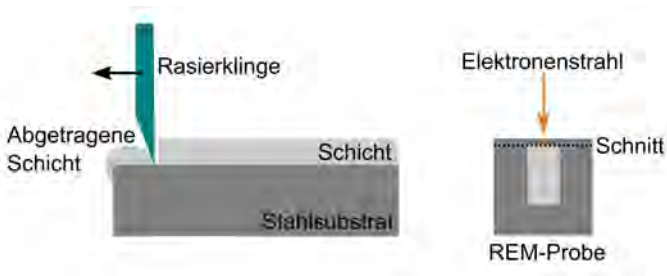 Rasierklinge
Abgetragene
Schicht
Schicht
Stahlsubstrat
Elektronenstrahl
Schnitt
REM-Probe